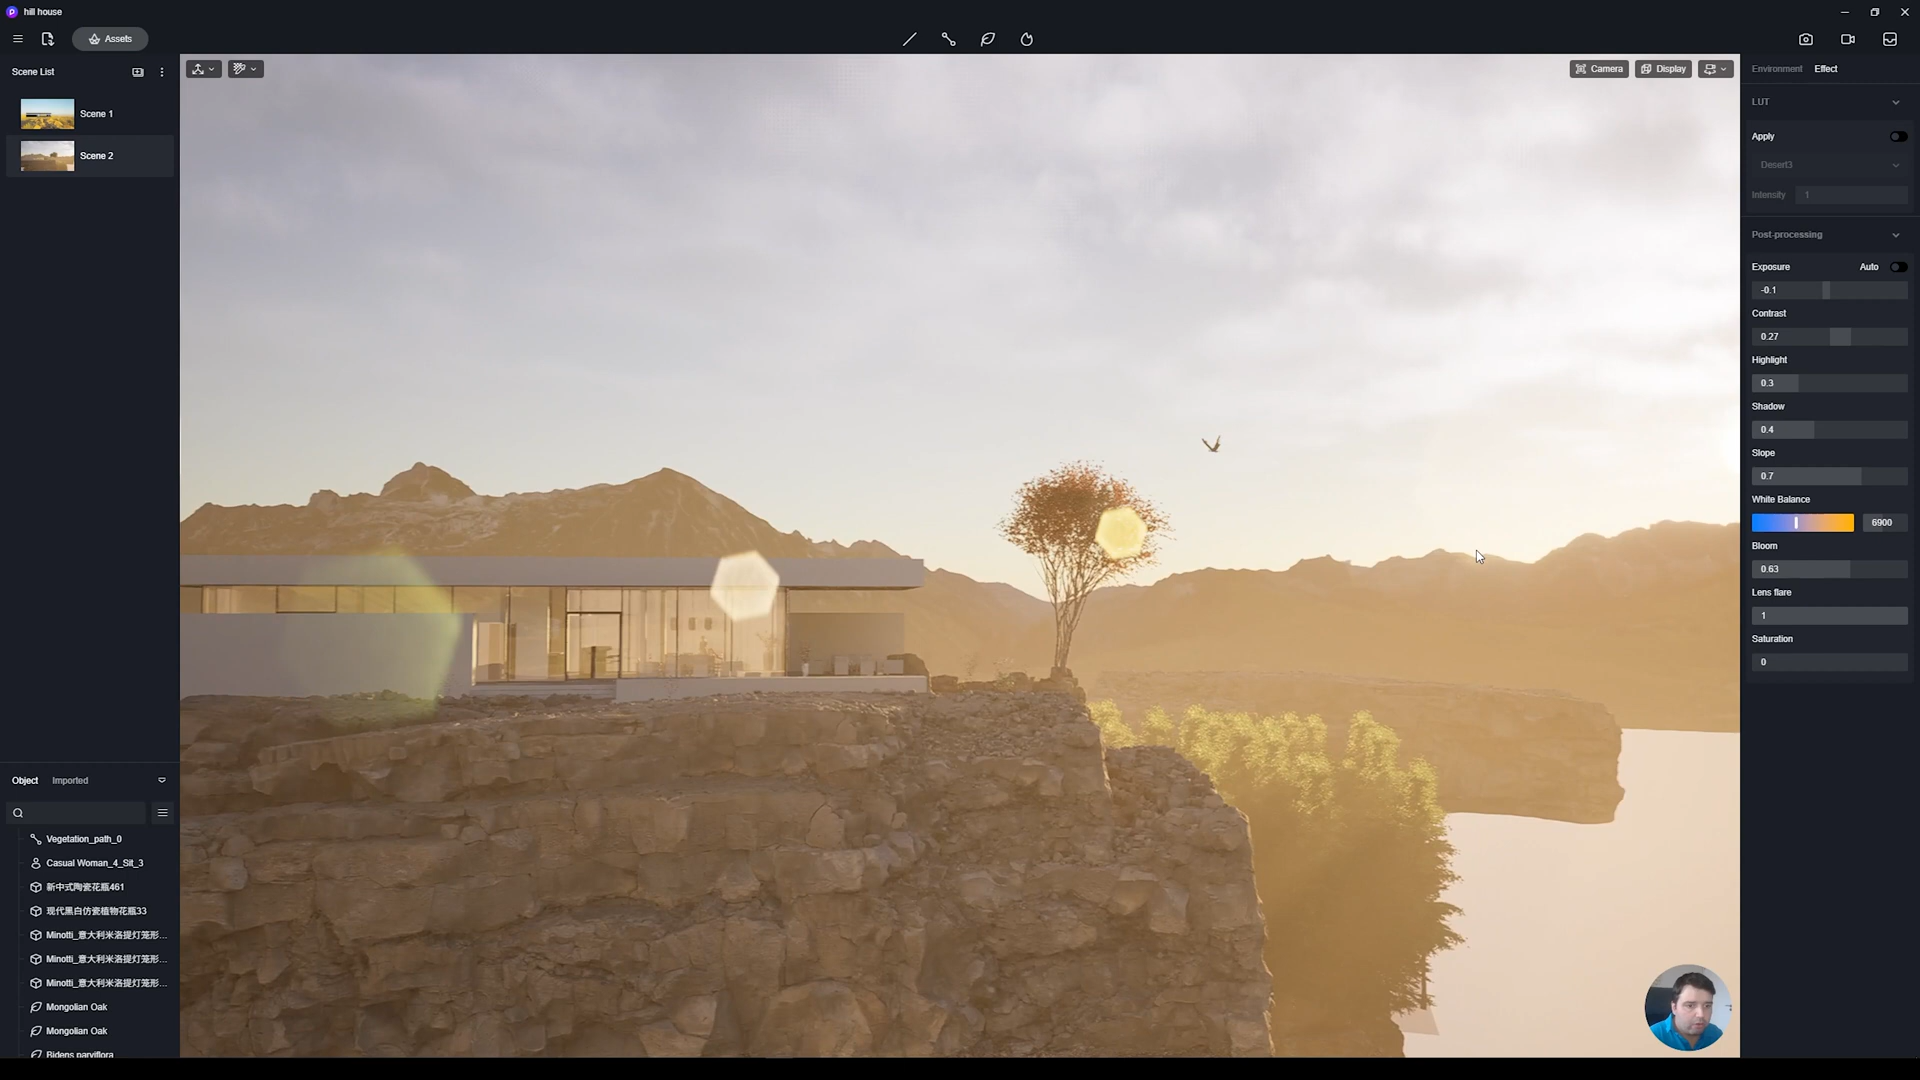 hill house
Assets
Scene List
Scene 1
Scene 2
Camera
Display
Environment
Effect
LUT
Apply
Desert3
Intensity
1
Post-processing
Exposure
Auto
-0.1
Contrast
0.27
Highlight
0.3
Shadow
0.4
Slope
0.7
White Balance
6900
Bloom
0.63
Lens flare
1
Saturation
0
Object
Imported
Vegetation_path_0
Casual Woman_4_Sit_3
新中式陶瓷花瓶461
现代黑白仿瓷植物花瓶33
Minotti_意大利米洛提灯笼形...
Minotti_意大利米洛提灯笼形...
Minotti_意大利米洛提灯笼形...
Mongolian Oak
Mongolian Oak
Bidens parviflora